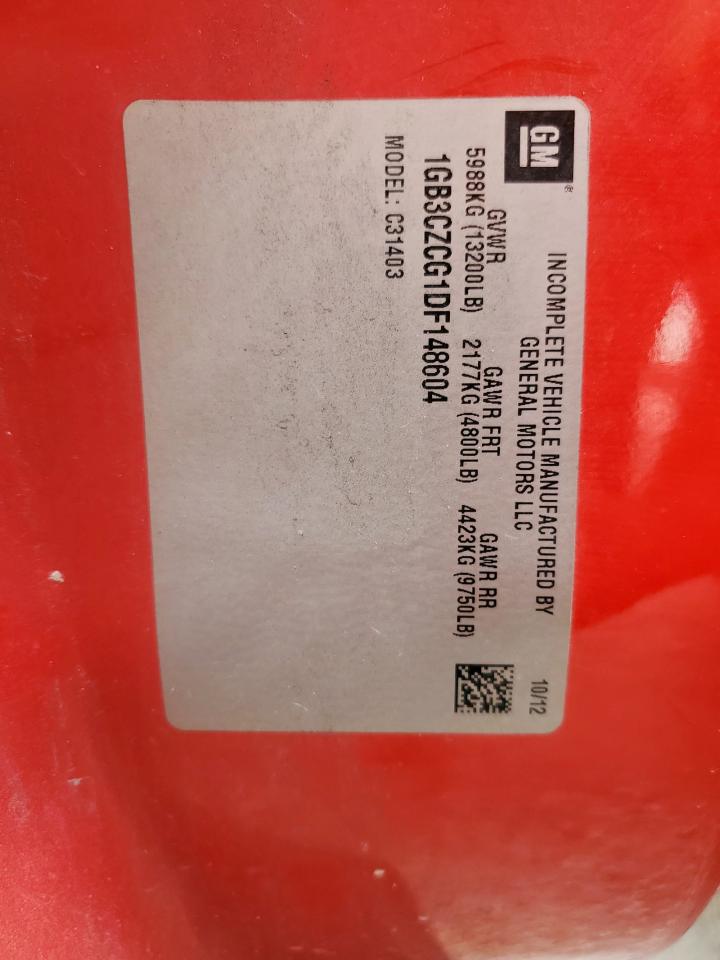 GM®
INCOMPLETE VEHICLE MANUFACTURED BY
GENERAL MOTORS LLC
10/12
GVWR GAWR FRT GAWR RR
5988KG (13200LB) 2177KG (4800LB) 4423KG (9750LB)
1GB3CZCG1DF148604
MODEL: C31403